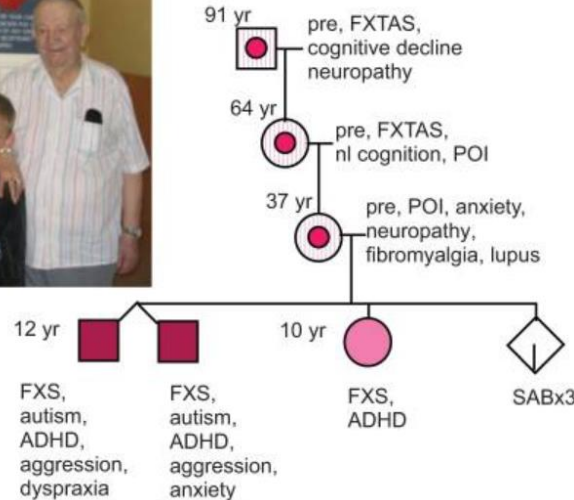 91 yr
pre, FXTAS,
cognitive decline
neuropathy
64 yr
pre, FXTAS,
nl cognition, POI
37 yr
pre, POI, anxiety,
neuropathy,
fibromyalgia, lupus
12 yr
10 yr
FXS,
autism,
ADHD,
aggression,
dyspraxia
FXS,
autism,
ADHD,
aggression,
anxiety
FXS,
ADHD
SABx3